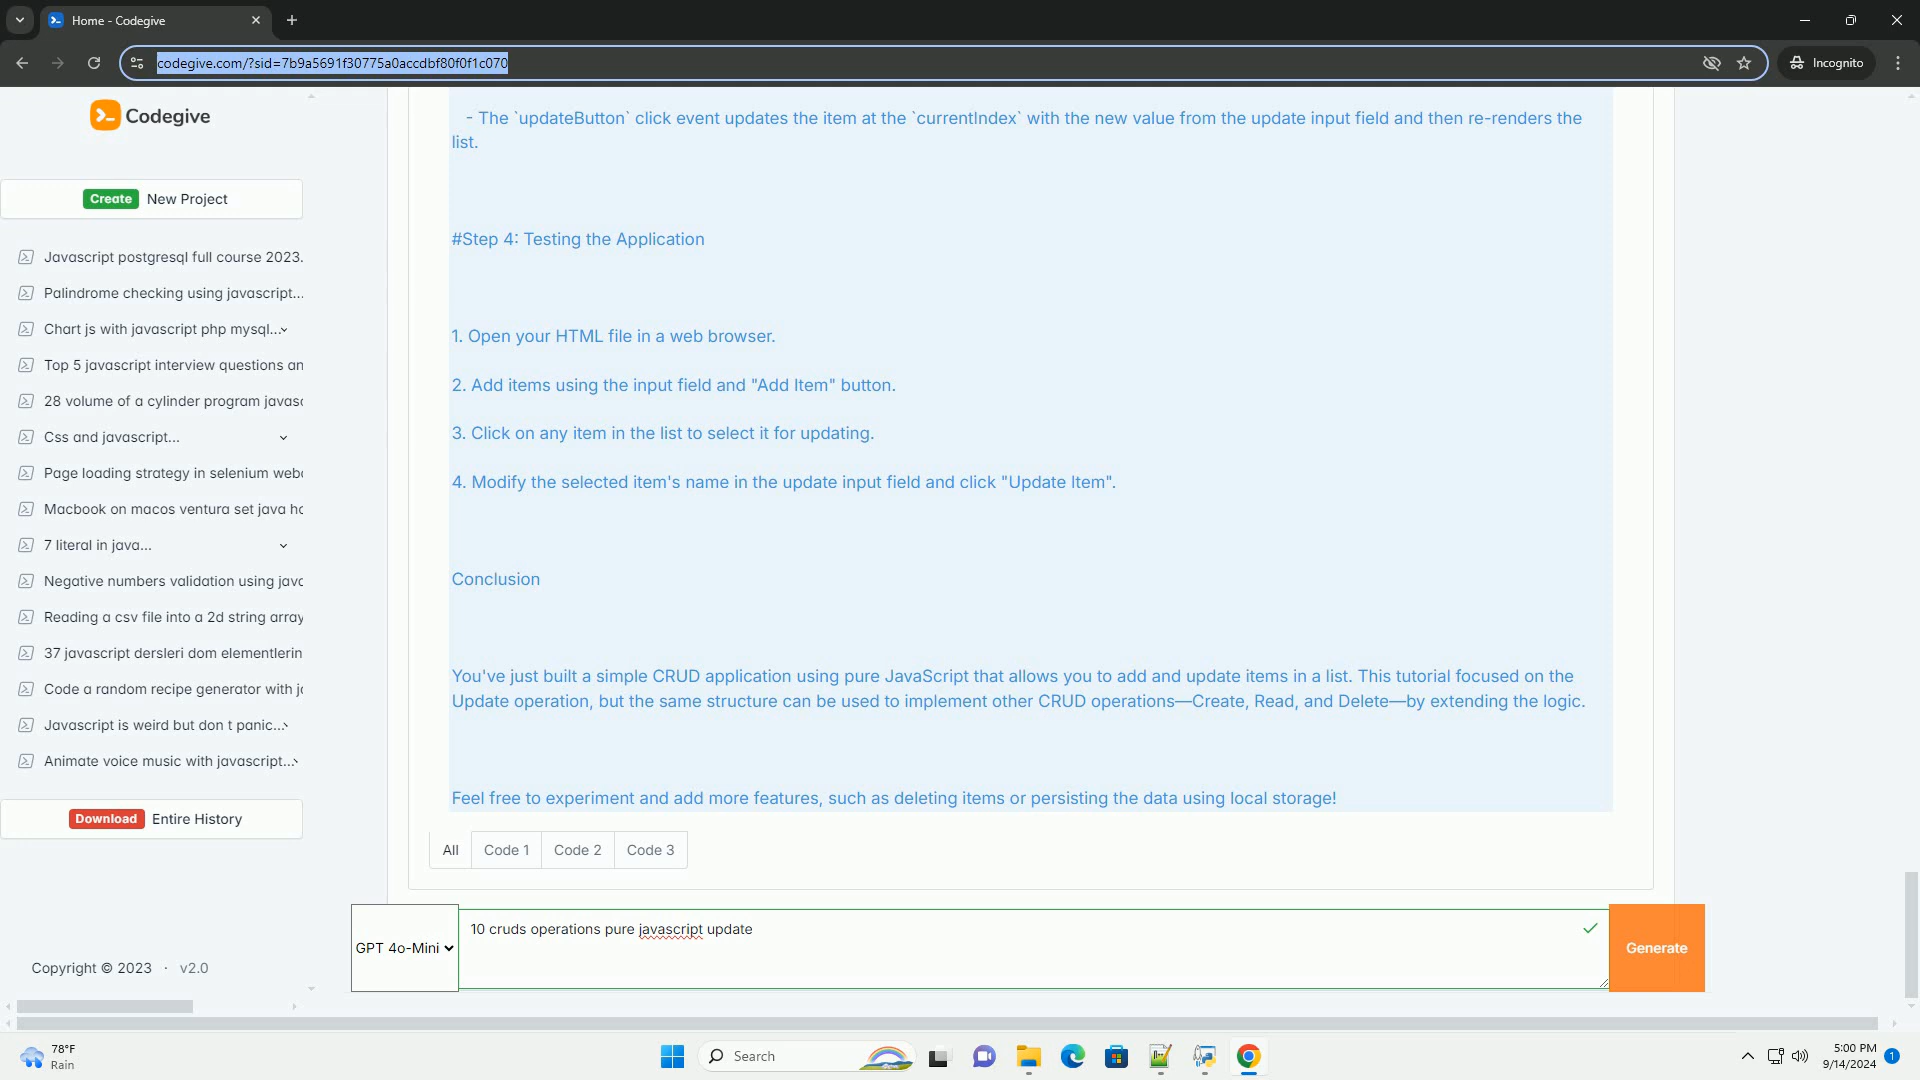 Home - Codegive
codegive.com/?sid=7b9a5691f30775a0accdbf80f0f1c070
Incognito
Codegive
Create New Project
Javascript postgresql full course 2023.
Palindrome checking using javascript...
Chart js with javascript php mysql...
Top 5 javascript interview questions an
28 volume of a cylinder program javasc
Css and javascript...
Page loading strategy in selenium web
Macbook on macos ventura set java ho
7 literal in java...
Negative numbers validation using java
Reading a csv file into a 2d string array
37 javascript dersleri dom elementlerin
Code a random recipe generator with j
Javascript is weird but don t panic...
Animate voice music with javascript...
Download Entire History
Copyright © 2023 · v2.0
- The `updateButton` click event updates the item at the `currentIndex` with the new value from the update input field and then re-renders the
list.
#Step 4: Testing the Application
1. Open your HTML file in a web browser.
2. Add items using the input field and "Add Item" button.
3. Click on any item in the list to select it for updating.
4. Modify the selected item's name in the update input field and click "Update Item".
Conclusion
You've just built a simple CRUD application using pure JavaScript that allows you to add and update items in a list. This tutorial focused on the
Update operation, but the same structure can be used to implement other CRUD operations—Create, Read, and Delete—by extending the logic.
Feel free to experiment and add more features, such as deleting items or persisting the data using local storage!
All Code 1 Code 2 Code 3
GPT 4o-Mini
10 cruds operations pure javascript update
Generate
78°F
Rain
Search
5:00 PM
9/14/2024
1